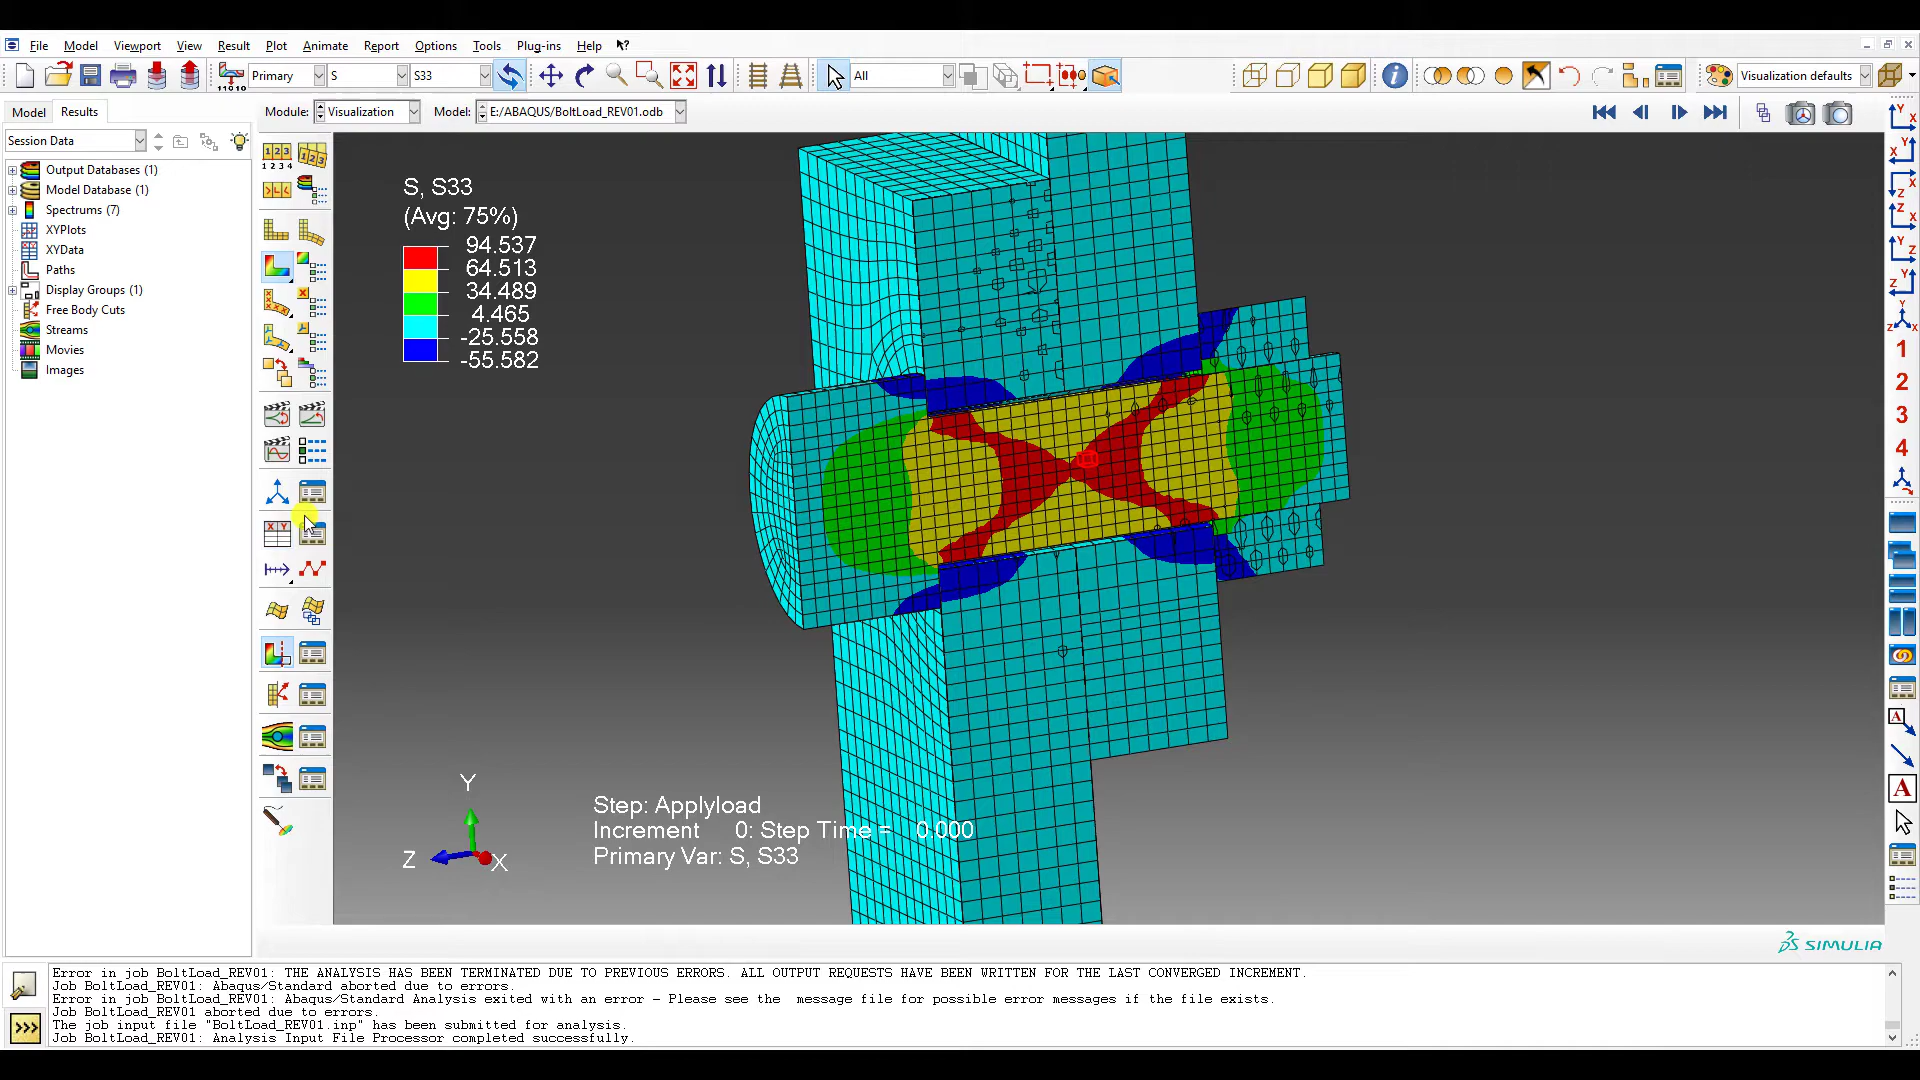 File Model Viewport View Result Plot Animate Report Options Tools Plug-ins Help
Primary S S33 All Visualization defaults
Model Results Module: Visualization Model: E:/ABAQUS/BoltLoad_REV01.odb
Session Data
Output Databases (1)
Model Database (1)
Spectrums (7)
XYPlots
XYData
Paths
Display Groups (1)
Free Body Cuts
Streams
Movies
Images
S, S33
(Avg: 75%)
94.537
64.513
34.489
4.465
-25.558
-55.582
1
2
3
4
Y
Z
X
Step: Applyload
Increment 0: Step Time = 0.000
Primary Var: S, S33
SIMULIA
Error in job BoltLoad_REV01: THE ANALYSIS HAS BEEN TERMINATED DUE TO PREVIOUS ERRORS. ALL OUTPUT REQUESTS HAVE BEEN WRITTEN FOR THE LAST CONVERGED INCREMENT.
Job BoltLoad_REV01: Abaqus/Standard aborted due to errors.
Error in job BoltLoad_REV01: Abaqus/Standard Analysis exited with an error - Please see the message file for possible error messages if the file exists.
Job BoltLoad_REV01 aborted due to errors.
The job input file "BoltLoad_REV01.inp" has been submitted for analysis.
Job BoltLoad_REV01: Analysis Input File Processor completed successfully.